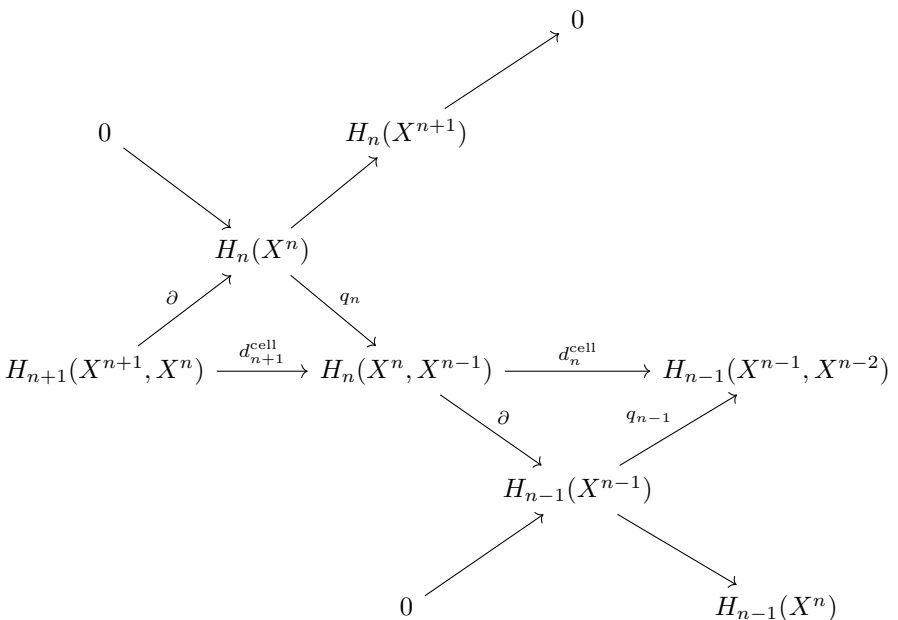 0
0
H_n(X^{n+1})
H_n(X^n)
∂
q_n
H_{n+1}(X^{n+1}, X^n)
d_{n+1}^{cell}
H_n(X^n, X^{n-1})
d_n^{cell}
H_{n-1}(X^{n-1}, X^{n-2})
∂
q_{n-1}
H_{n-1}(X^{n-1})
0
H_{n-1}(X^n)